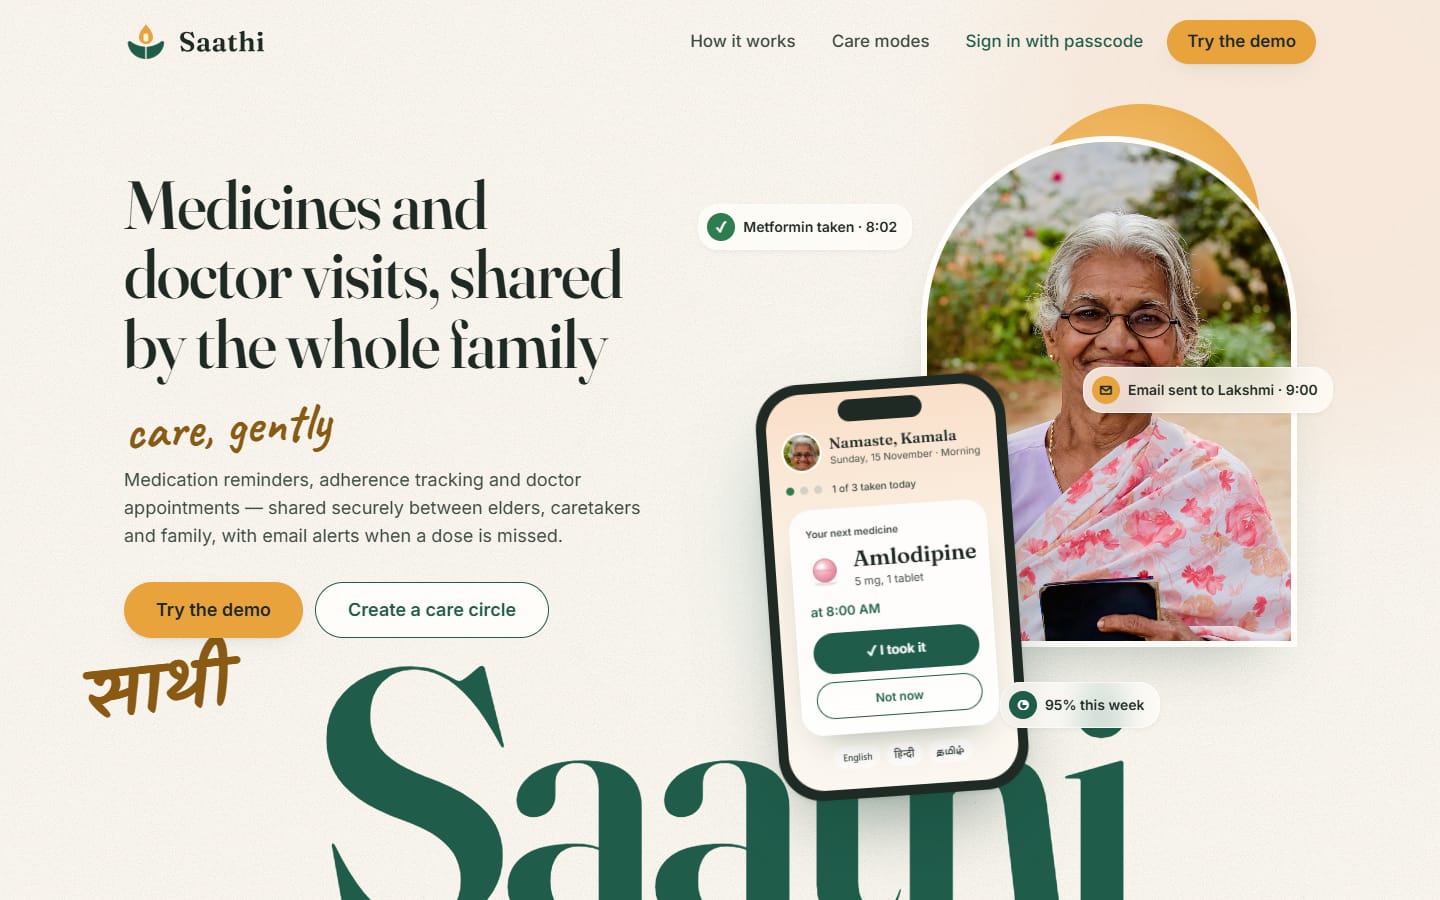 Saathi
How it works
Care modes
Sign in with passcode
Try the demo
Medicines and
doctor visits, shared
by the whole family
care, gently
Medication reminders, adherence tracking and doctor
appointments — shared securely between elders, caretakers
and family, with email alerts when a dose is missed.
Try the demo
Create a care circle
साथी
Metformin taken · 8:02
Email sent to Lakshmi · 9:00
Namaste, Kamala
Sunday, 15 November · Morning
1 of 3 taken today
Your next medicine
Amlodipine
5 mg, 1 tablet
at 8:00 AM
✓ I took it
Not now
English
हिन्दी
தமிழ்
95% this week
Saathi